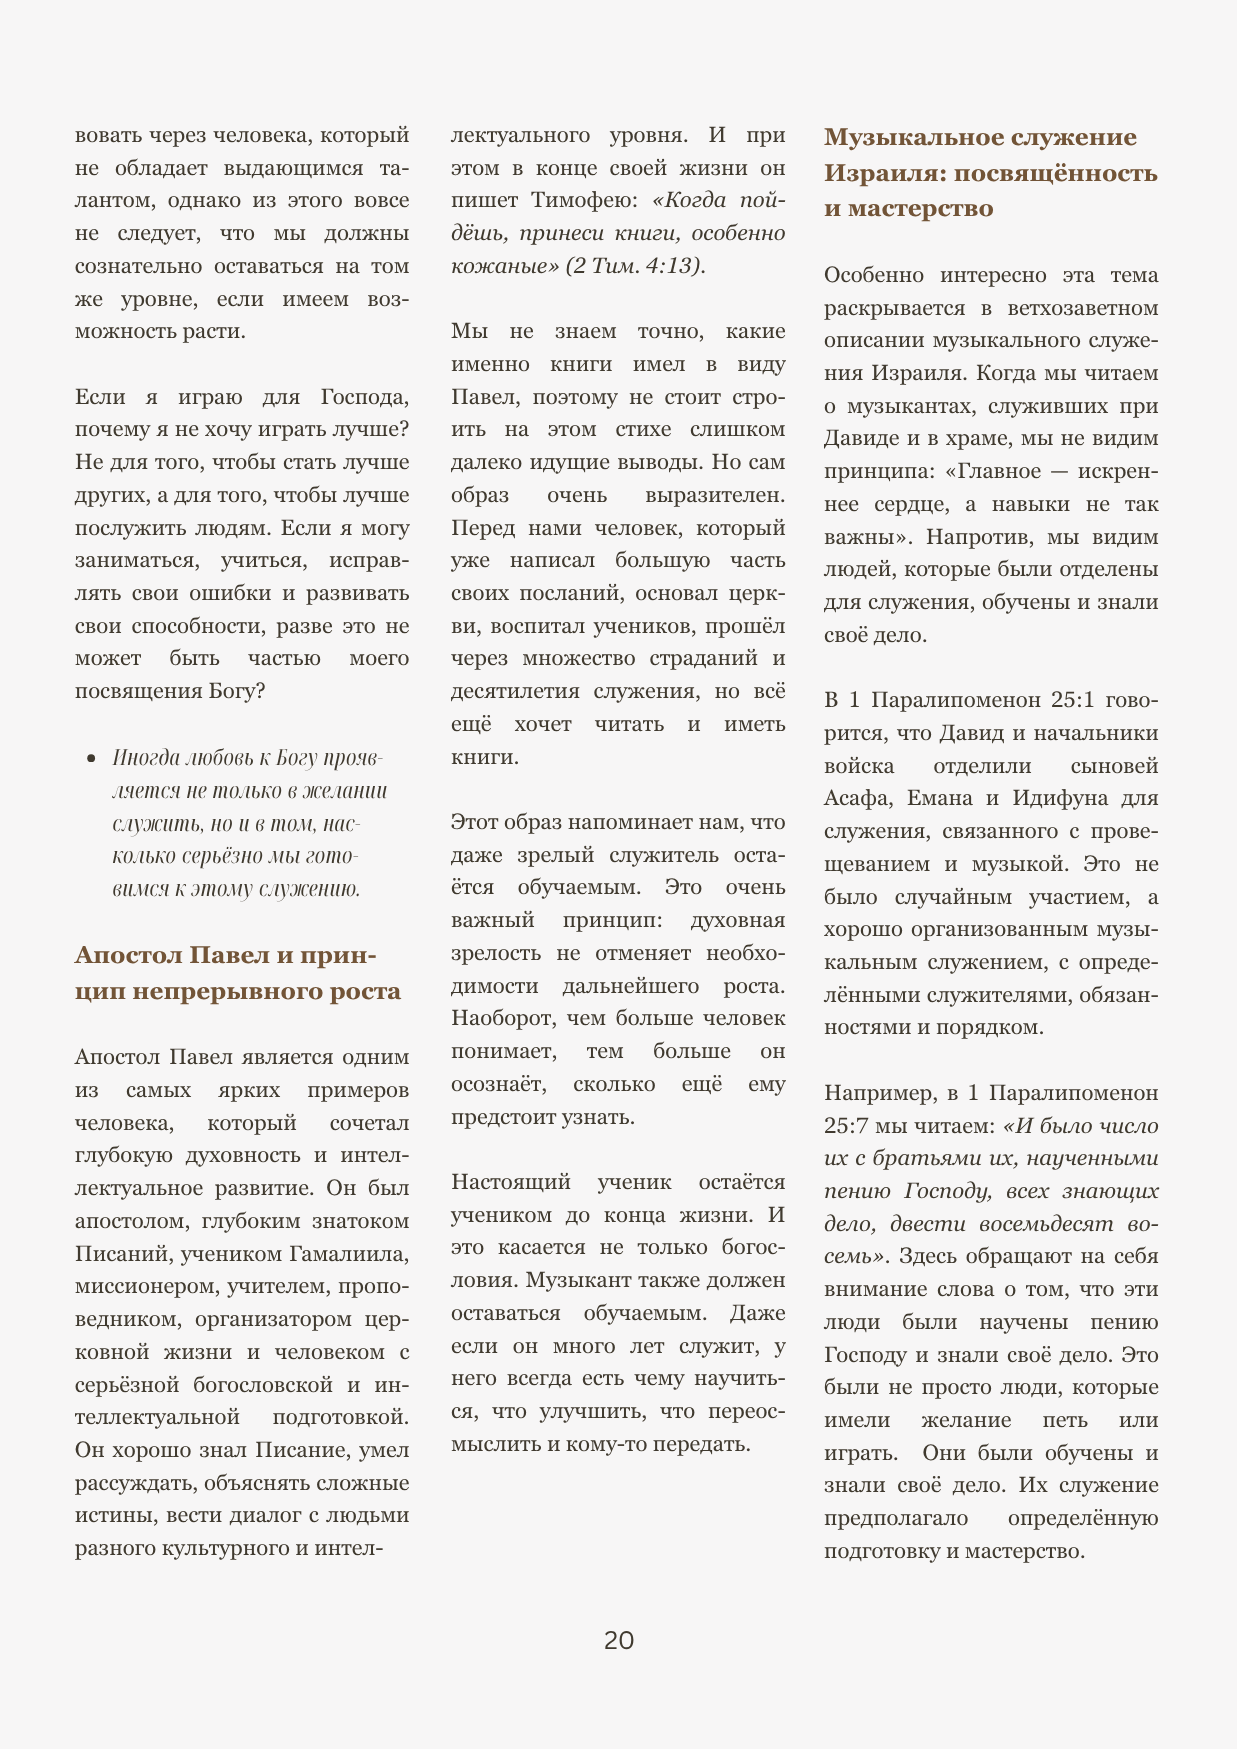 вовать через человека, который
не обладает выдающимся та-
лантом, однако из этого вовсе
не следует, что мы должны
сознательно оставаться на том
же уровне, если имеем воз-
можность расти.
Если я играю для Господа,
почему я не хочу играть лучше?
Не для того, чтобы стать лучше
других, а для того, чтобы лучше
послужить людям. Если я могу
заниматься, учиться, исправ-
лять свои ошибки и развивать
свои способности, разве это не
может быть частью моего
посвящения Богу?
• Иногда любовь к Богу прояв-
ляется не только в желании
служить, но и в том, нас-
колько серьёзно мы гото-
вимся к этому служению.
Апостол Павел и прин-
цип непрерывного роста
Апостол Павел является одним
из самых ярких примеров
человека, который сочетал
глубокую духовность и интел-
лектуальное развитие. Он был
апостолом, глубоким знатоком
Писаний, учеником Гамалиила,
миссионером, учителем, пропо-
ведником, организатором цер-
ковной жизни и человеком с
серьёзной богословской и ин-
теллектуальной подготовкой.
Он хорошо знал Писание, умел
рассуждать, объяснять сложные
истины, вести диалог с людьми
разного культурного и интел-
лектуального уровня. И при
этом в конце своей жизни он
пишет Тимофею: «Когда пой-
дёшь, принеси книги, особенно
кожаные» (2 Тим. 4:13).
Мы не знаем точно, какие
именно книги имел в виду
Павел, поэтому не стоит стро-
ить на этом стихе слишком
далеко идущие выводы. Но сам
образ очень выразителен.
Перед нами человек, который
уже написал большую часть
своих посланий, основал церк-
ви, воспитал учеников, прошёл
через множество страданий и
десятилетия служения, но всё
ещё хочет читать и иметь
книги.
Этот образ напоминает нам, что
даже зрелый служитель оста-
ётся обучаемым. Это очень
важный принцип: духовная
зрелость не отменяет необхо-
димости дальнейшего роста.
Наоборот, чем больше человек
понимает, тем больше он
осознаёт, сколько ещё ему
предстоит узнать.
Настоящий ученик остаётся
учеником до конца жизни. И
это касается не только богос-
ловия. Музыкант также должен
оставаться обучаемым. Даже
если он много лет служит, у
него всегда есть чему научить-
ся, что улучшить, что переос-
мыслить и кому-то передать.
Музыкальное служение
Израиля: посвящённость
и мастерство
Особенно интересно эта тема
раскрывается в ветхозаветном
описании музыкального служе-
ния Израиля. Когда мы читаем
о музыкантах, служивших при
Давиде и в храме, мы не видим
принципа: «Главное — искрен-
нее сердце, а навыки не так
важны». Напротив, мы видим
людей, которые были отделены
для служения, обучены и знали
своё дело.
В 1 Паралипоменон 25:1 гово-
рится, что Давид и начальники
войска отделили сыновей
Асафа, Емана и Идифуна для
служения, связанного с прове-
щеванием и музыкой. Это не
было случайным участием, а
хорошо организованным музы-
кальным служением, с опреде-
лёнными служителями, обязан-
ностями и порядком.
Например, в 1 Паралипоменон
25:7 мы читаем: «И было число
их с братьями их, наученными
пению Господу, всех знающих
дело, двести восемьдесят во-
семь». Здесь обращают на себя
внимание слова о том, что эти
люди были научены пению
Господу и знали своё дело. Это
были не просто люди, которые
имели желание петь или
играть. Они были обучены и
знали своё дело. Их служение
предполагало определённую
подготовку и мастерство.
20